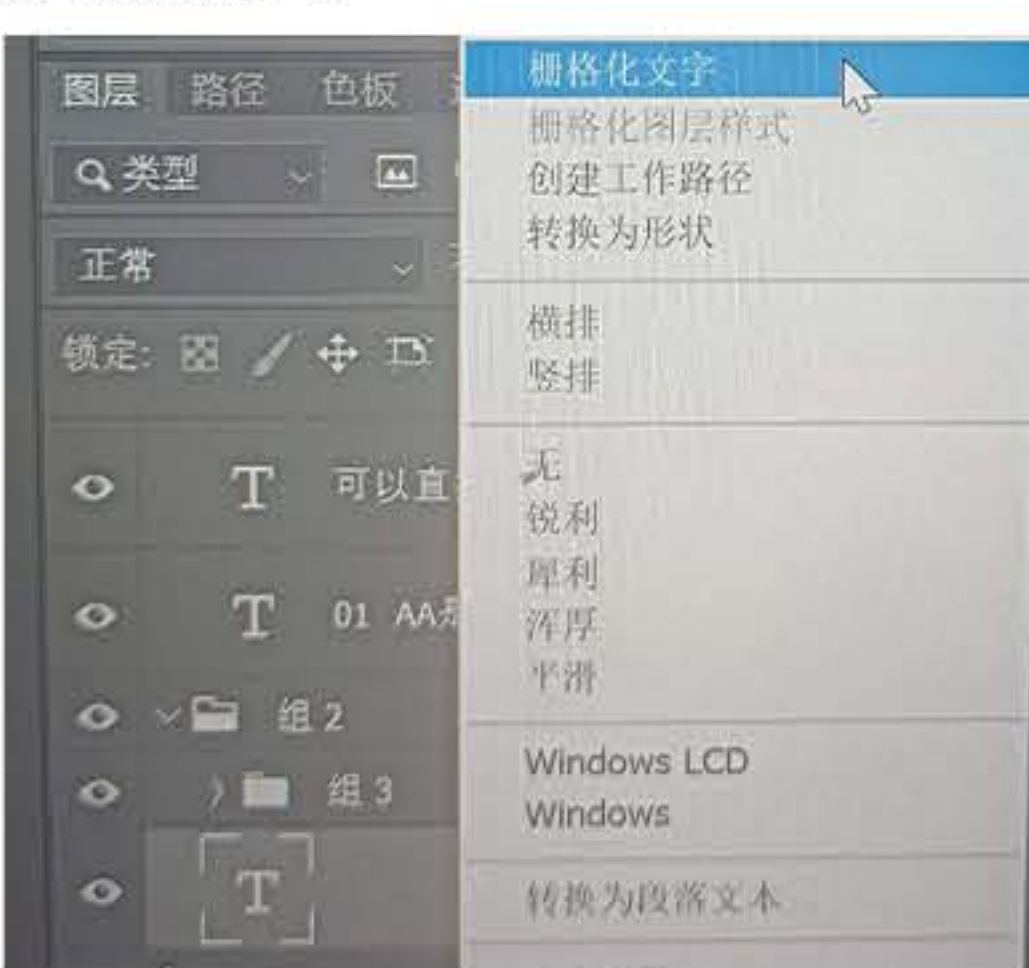 图层 路径 色板
类型
正常
锁定:
可以直
01 AA是
组 2
组 3
栅格化文字
栅格化图层样式
创建工作路径
转换为形状
横排
竖排
无
锐利
犀利
浑厚
平滑
Windows LCD
Windows
转换为段落文本